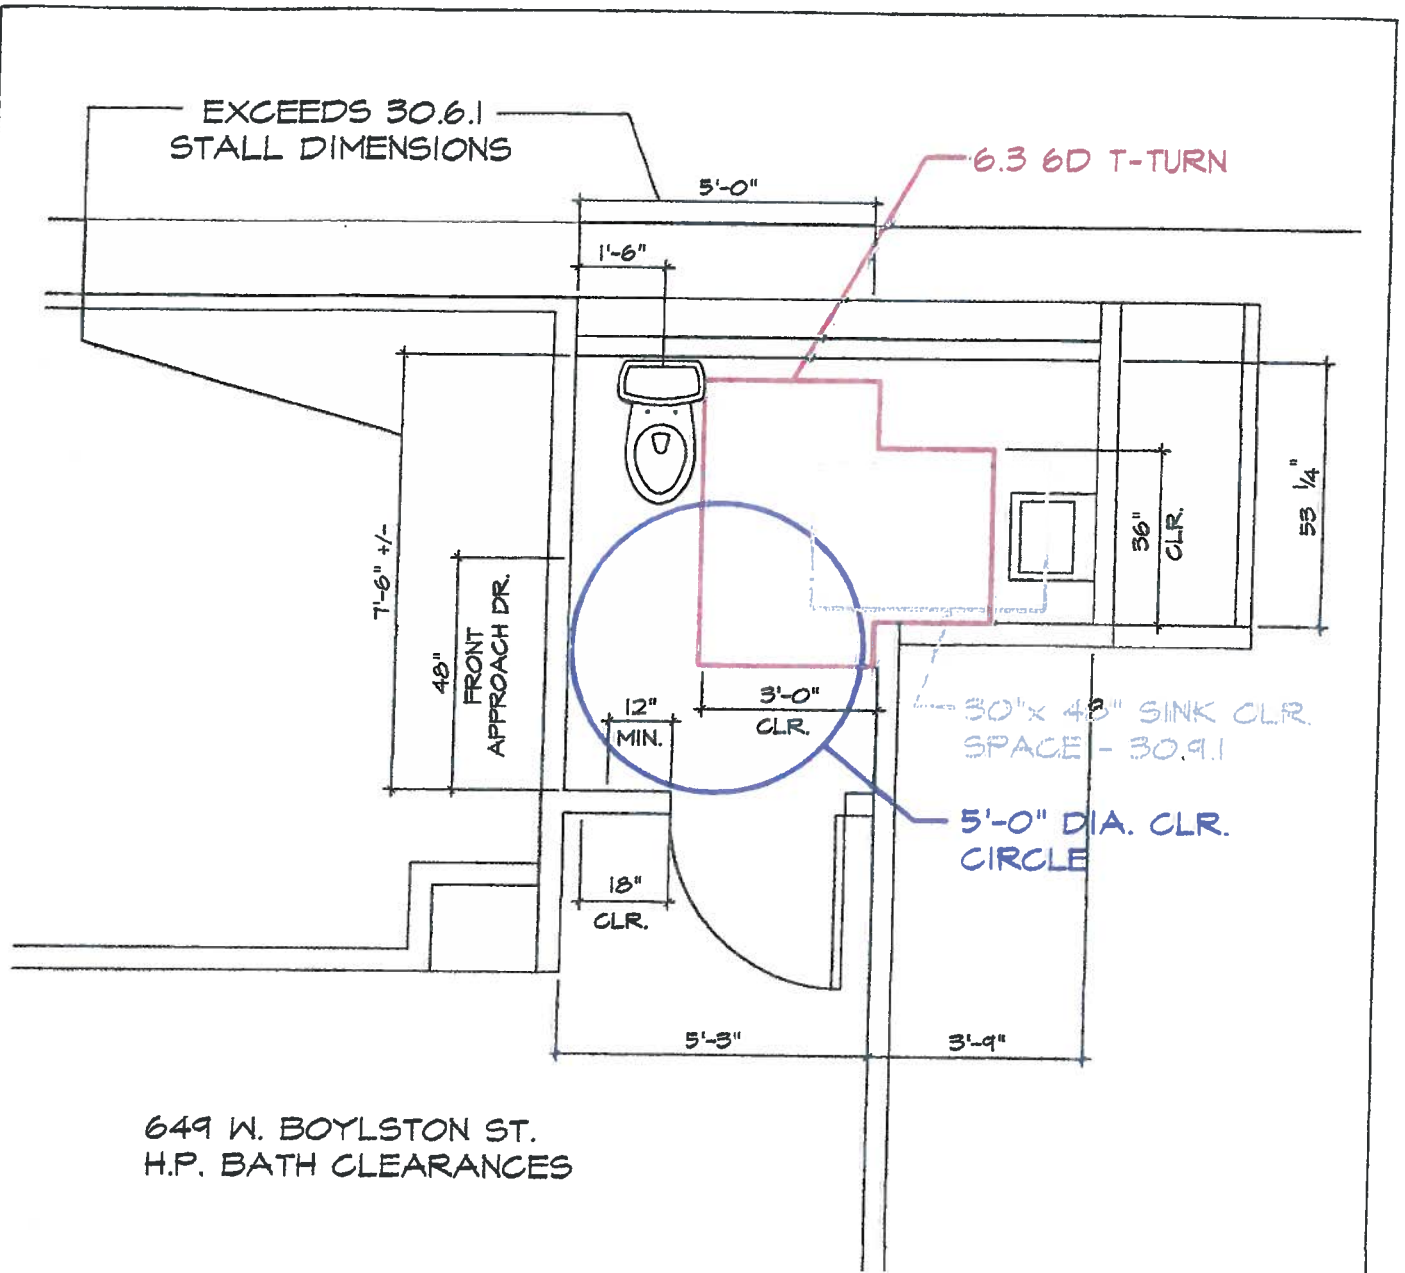 EXCEEDS 30.6.1
STALL DIMENSIONS
6.3 6D T-TURN
5'-0"
1'-6"
7'-6" +/-
48"
FRONT
APPROACH DR.
36"
CLR.
53 1/4"
12"
MIN.
3'-0"
CLR.
30"x 48" SINK CLR.
SPACE - 30.9.1
5'-0" DIA. CLR.
CIRCLE
18"
CLR.
5'-3"
3'-9"
649 W. BOYLSTON ST.
H.P. BATH CLEARANCES